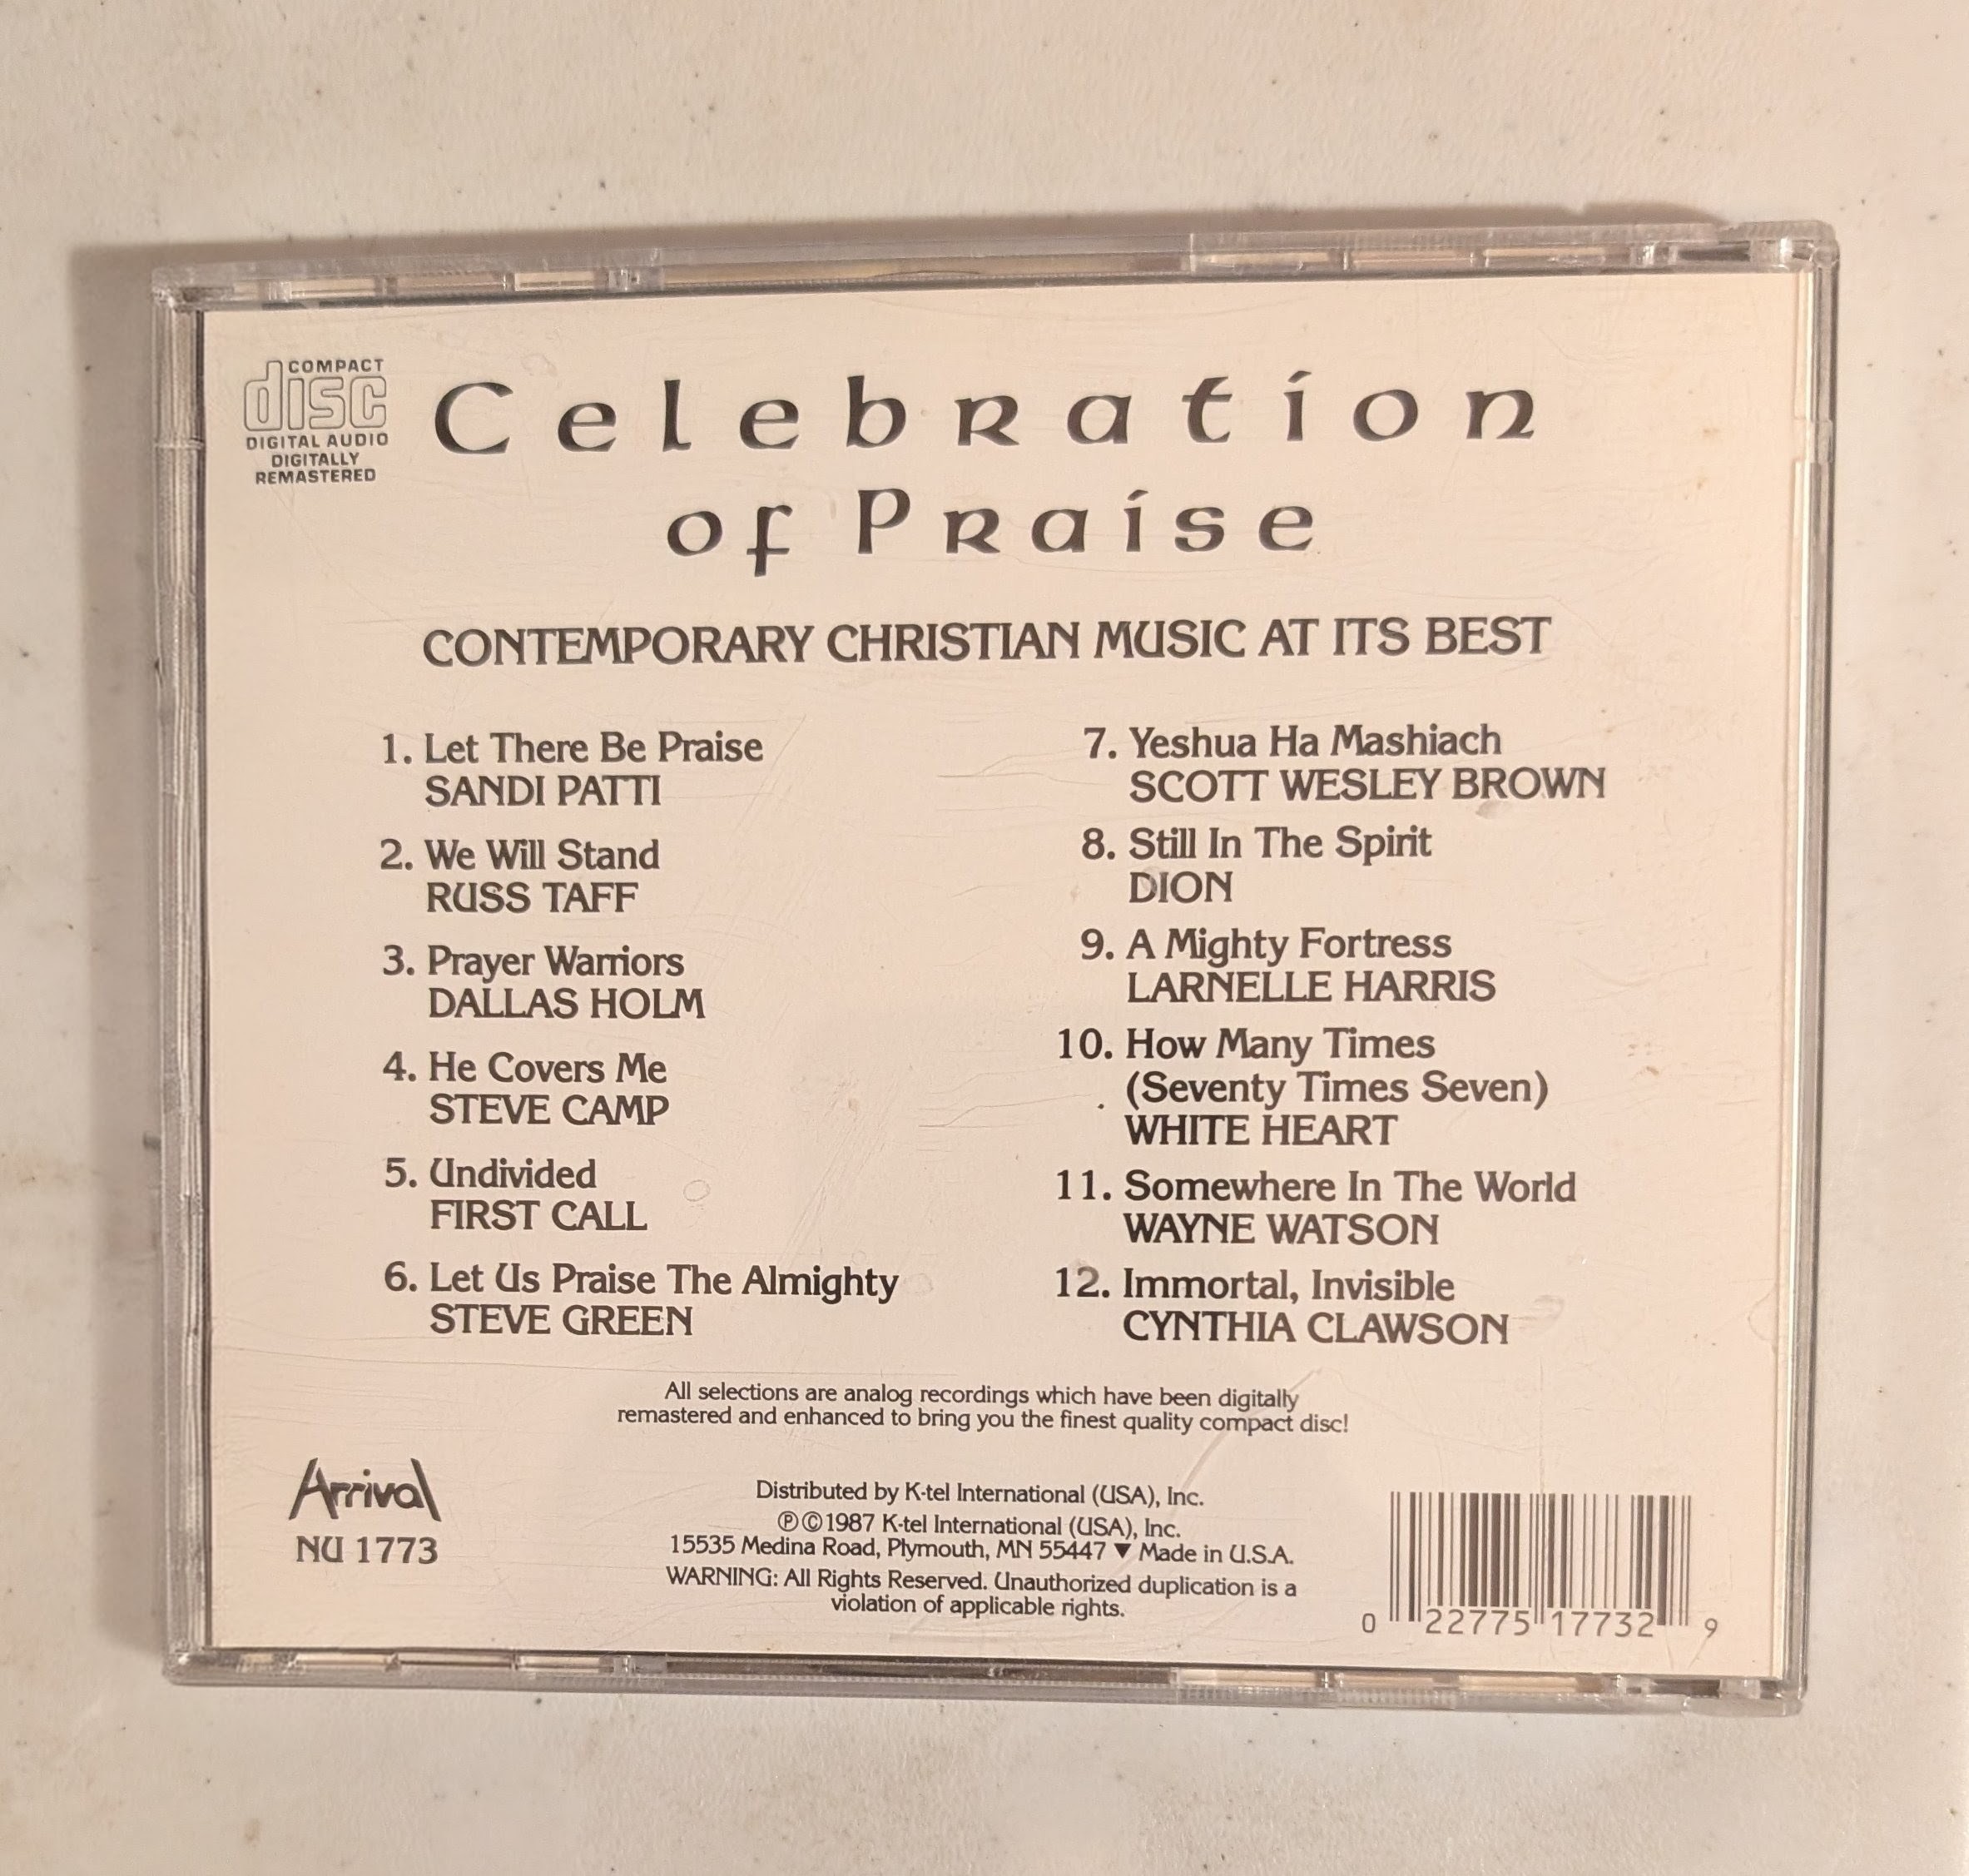 COMPACT
disc
DIGITAL AUDIO
DIGITALLY
REMASTERED
Celebration
of Praise
CONTEMPORARY CHRISTIAN MUSIC AT ITS BEST
1. Let There Be Praise
SANDI PATTI
2. We Will Stand
RUSS TAFF
3. Prayer Warriors
DALLAS HOLM
4. He Covers Me
STEVE CAMP
5. Undivided
FIRST CALL
6. Let Us Praise The Almighty
STEVE GREEN
7. Yeshua Ha Mashiach
SCOTT WESLEY BROWN
8. Still In The Spirit
DION
9. A Mighty Fortress
LARNELLE HARRIS
10. How Many Times
(Seventy Times Seven)
WHITE HEART
11. Somewhere In The World
WAYNE WATSON
12. Immortal, Invisible
CYNTHIA CLAWSON
All selections are analog recordings which have been digitally
remastered and enhanced to bring you the finest quality compact disc!
Arrival
NU 1773
Distributed by K-tel International (USA), Inc.
℗©1987 K-tel International (USA), Inc.
15535 Medina Road, Plymouth, MN 55447 ▼ Made in U.S.A.
WARNING: All Rights Reserved. Unauthorized duplication is a
violation of applicable rights.
0 22775 17732 9